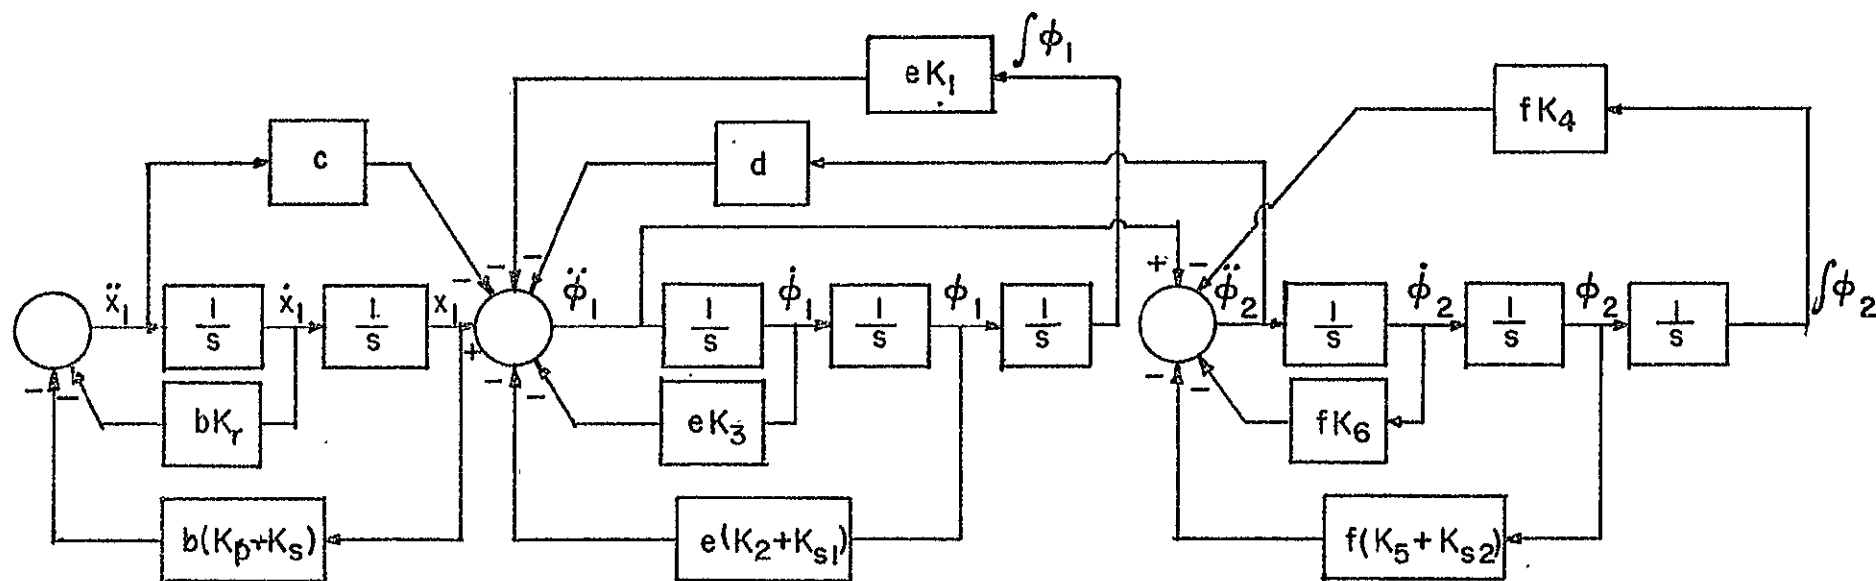 ∫ϕ₁
eK₁
fK₄
c
d
− − − + −
ẍ₁ 1/s ẋ₁ 1/s x₁ ϕ̈₁ 1/s ϕ̇₁ 1/s ϕ₁ 1/s ϕ̈₂ 1/s ϕ̇₂ 1/s ϕ₂ 1/s ∫ϕ₂
+
− − − − − −
bKᵣ eK₃ fK₆
b(Kₚ+Kₛ) e(K₂+Kₛ₁) f(K₅+Kₛ₂)